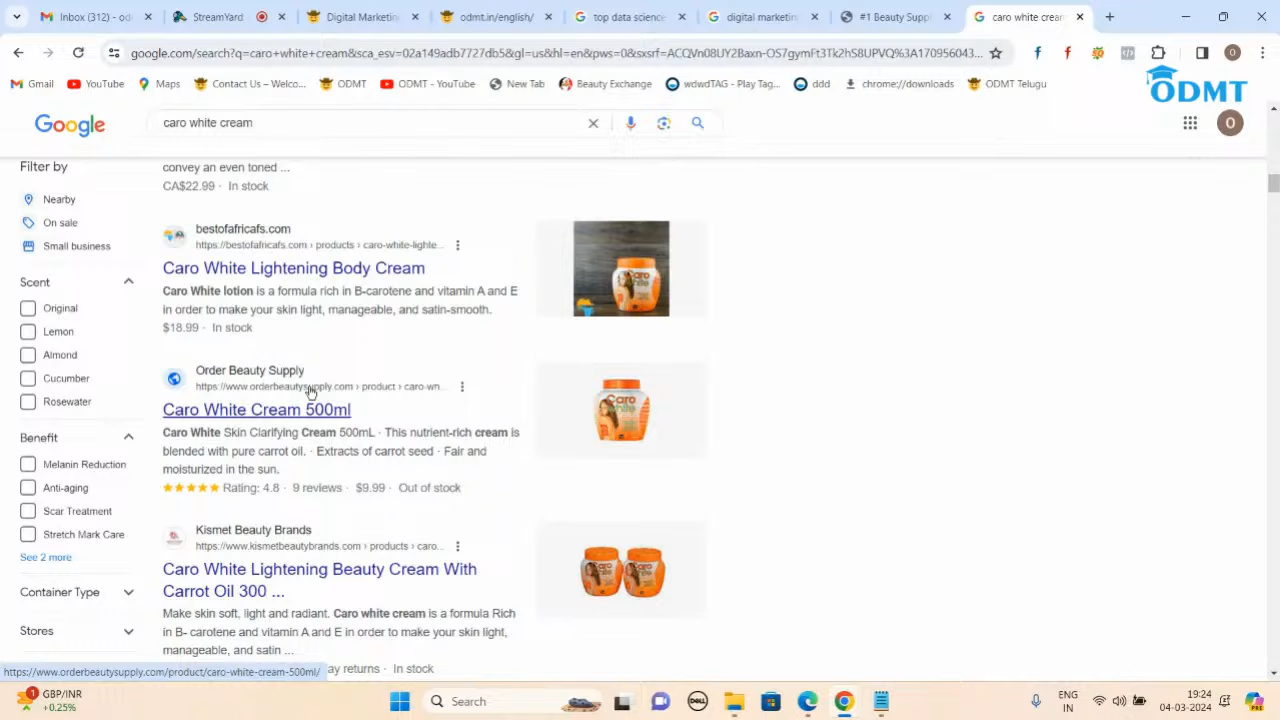 Inbox (312) - od
StreamYard
Digital Marketin
odmt.in/english/
top data scienc
digital marketin
#1 Beauty Supp
caro white crea
google.com/search?q=caro+white+cream&sca_esv=02a149adb7727db5&gl=us&hl=en&pws=0&sxsrf=ACQVn08UY2Baxn-OS7gymFt3Tk2hS8UPVQ%3A170956043...
O
Gmail
YouTube
Maps
Contact Us – Welco...
ODMT
ODMT - YouTube
New Tab
Beauty Exchange
wdwdTAG - Play Tag...
ddd
chrome://downloads
ODMT Telugu
ODMT
Google
caro white cream
O
Filter by
Nearby
On sale
Small business
Scent
Original
Lemon
Almond
Cucumber
Rosewater
Benefit
Melanin Reduction
Anti-aging
Scar Treatment
Stretch Mark Care
See 2 more
Container Type
Stores
convey an even toned ...
CA$22.99 · In stock
bestofafricafs.com
https://bestofafricafs.com › products › caro-white-lighte...
Caro White Lightening Body Cream
Caro White lotion is a formula rich in B-carotene and vitamin A and E
in order to make your skin light, manageable, and satin-smooth.
$18.99 · In stock
Order Beauty Supply
https://www.orderbeautysupply.com › product › caro-wh...
Caro White Cream 500ml
Caro White Skin Clarifying Cream 500mL · This nutrient-rich cream is
blended with pure carrot oil. · Extracts of carrot seed · Fair and
moisturized in the sun.
Rating: 4.8 · 9 reviews · $9.99 · Out of stock
Kismet Beauty Brands
https://www.kismetbeautybrands.com › products › caro...
Caro White Lightening Beauty Cream With
Carrot Oil 300 ...
Make skin soft, light and radiant. Caro white cream is a formula Rich
in B- carotene and vitamin A and E in order to make your skin light,
manageable, and satin ...
ay returns · In stock
Caro
white
Caro
white
https://www.orderbeautysupply.com/product/caro-white-cream-500ml/
1
GBP/INR
+0.25%
Search
DELL
ENG
IN
19:24
04-03-2024
PRE